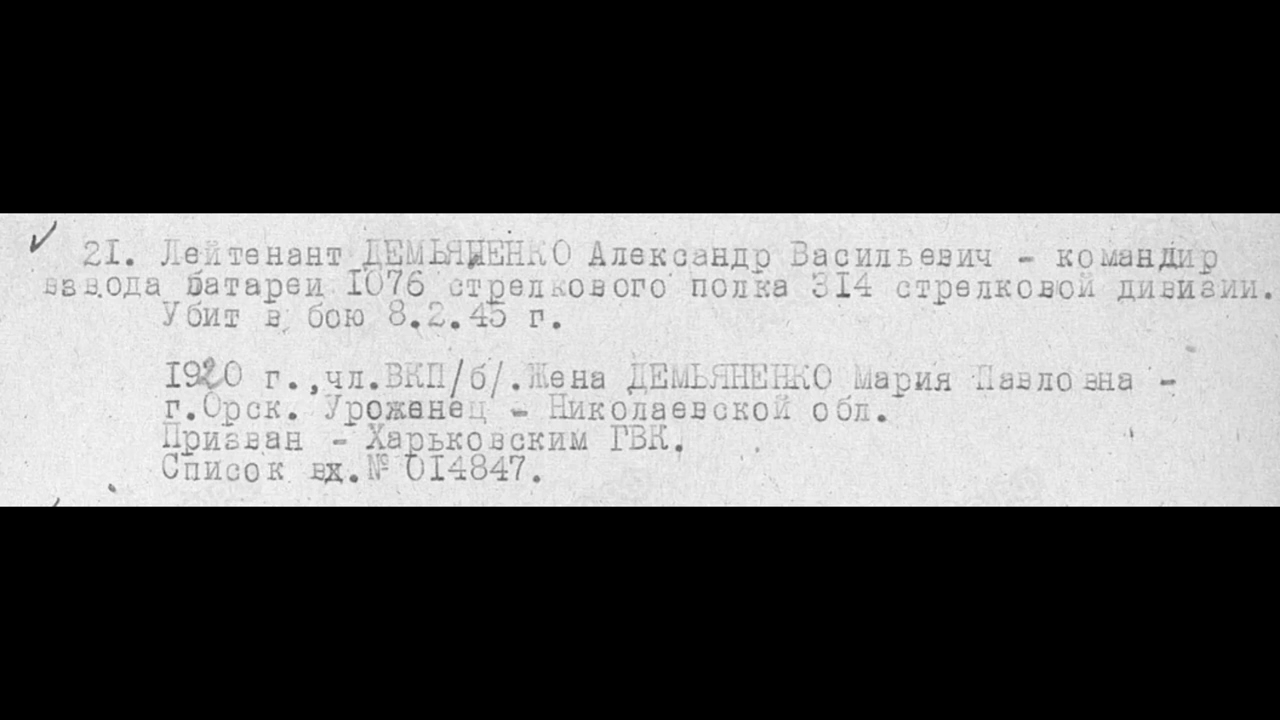 21. Лейтенант ДЕМЬЯНЕНКО Александр Васильевич - командир
взвода батареи 1076 стрелкового полка 314 стрелковой дивизии.
Убит в бою 8.2.45 г.
1920 г.,чл.ВКП/б/.Жена ДЕМЬЯНЕНКО Мария Павловна -
г.Орск. Уроженец - Николаевской обл.
Призван - Харьковским ГВК.
Список вх.№ 014847.